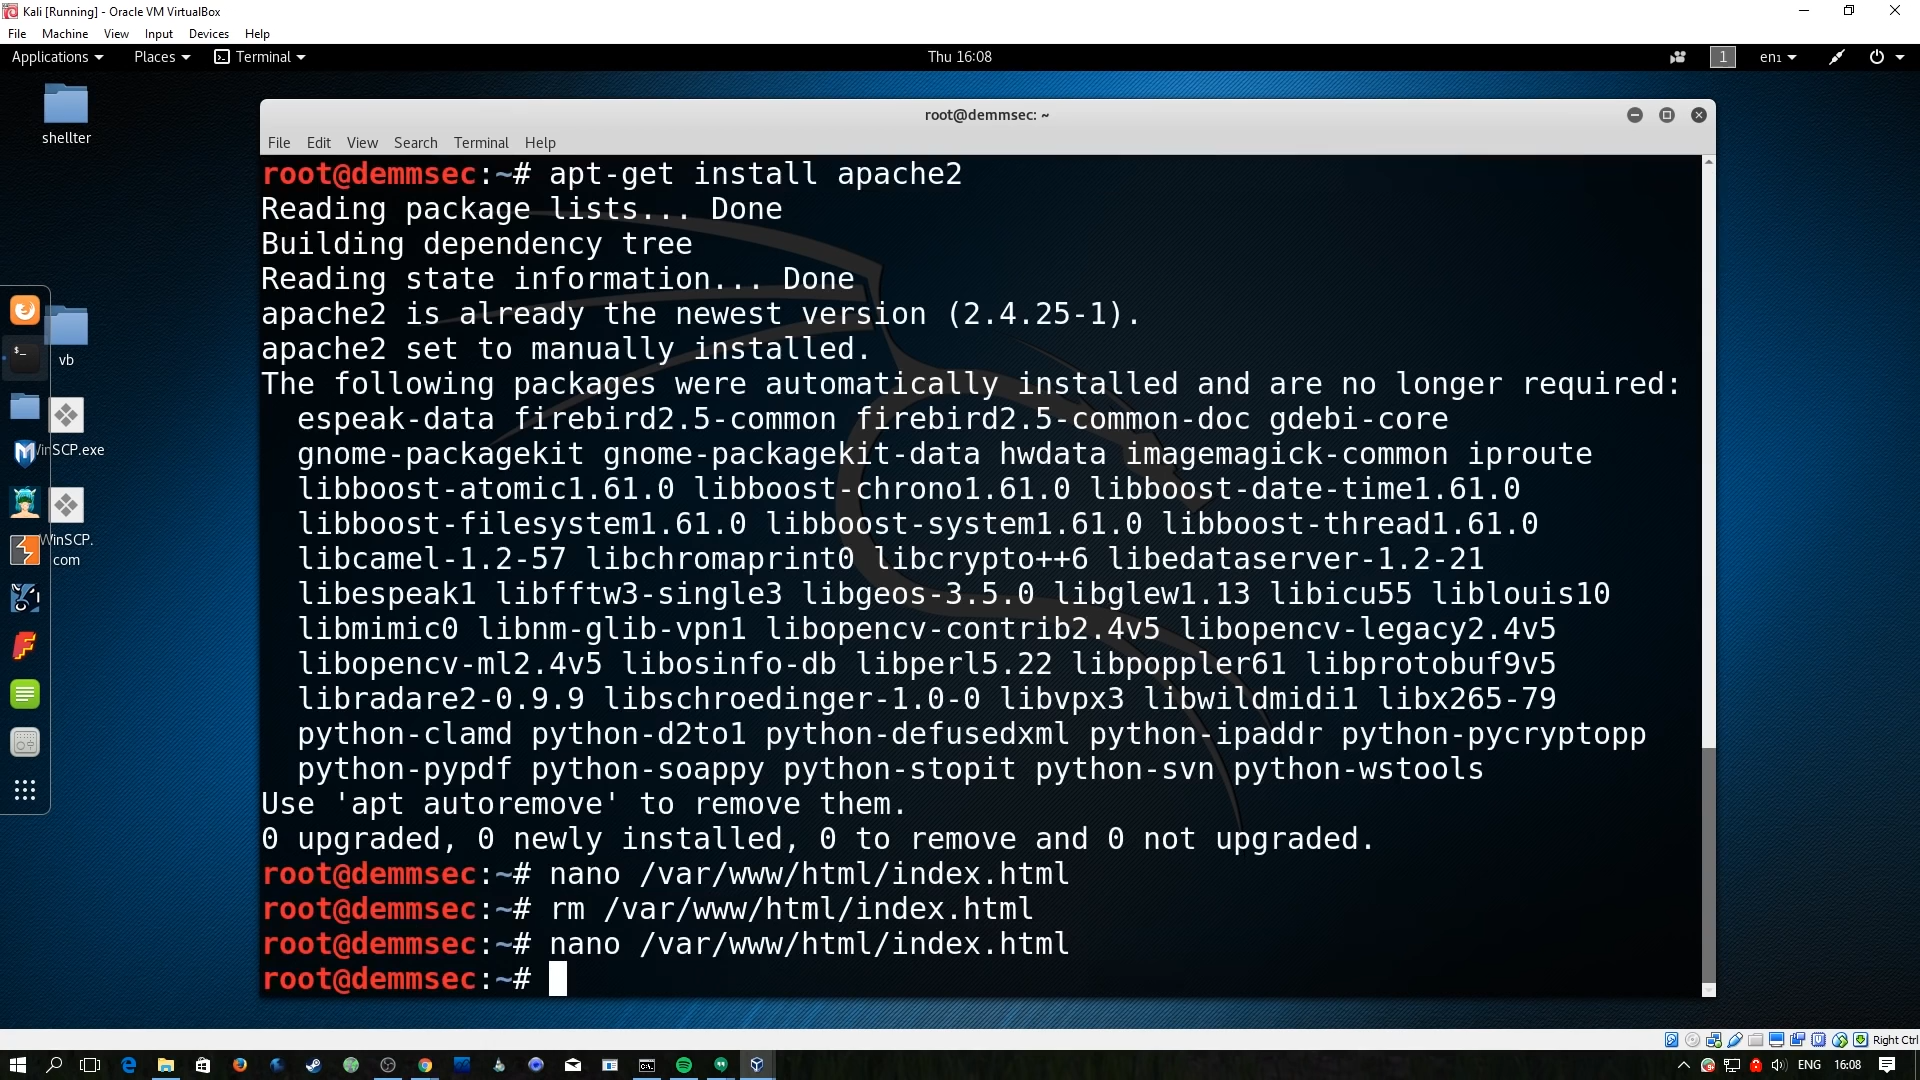 Kali [Running] - Oracle VM VirtualBox
File Machine View Input Devices Help
Applications Places Terminal Thu 16:08 1 en1
shellter
root@demmsec: ~
File Edit View Search Terminal Help
root@demmsec:~# apt-get install apache2
Reading package lists... Done
Building dependency tree
Reading state information... Done
apache2 is already the newest version (2.4.25-1).
apache2 set to manually installed.
The following packages were automatically installed and are no longer required:
espeak-data firebird2.5-common firebird2.5-common-doc gdebi-core
gnome-packagekit gnome-packagekit-data hwdata imagemagick-common iproute
libboost-atomic1.61.0 libboost-chrono1.61.0 libboost-date-time1.61.0
libboost-filesystem1.61.0 libboost-system1.61.0 libboost-thread1.61.0
libcamel-1.2-57 libchromaprint0 libcrypto++6 libedataserver-1.2-21
libespeak1 libfftw3-single3 libgeos-3.5.0 libglew1.13 libicu55 liblouis10
libmimic0 libnm-glib-vpn1 libopencv-contrib2.4v5 libopencv-legacy2.4v5
libopencv-ml2.4v5 libosinfo-db libperl5.22 libpoppler61 libprotobuf9v5
libradare2-0.9.9 libschroedinger-1.0-0 libvpx3 libwildmidi1 libx265-79
python-clamd python-d2to1 python-defusedxml python-ipaddr python-pycryptopp
python-pypdf python-soappy python-stopit python-svn python-wstools
Use 'apt autoremove' to remove them.
0 upgraded, 0 newly installed, 0 to remove and 0 not upgraded.
root@demmsec:~# nano /var/www/html/index.html
root@demmsec:~# rm /var/www/html/index.html
root@demmsec:~# nano /var/www/html/index.html
root@demmsec:~#
vb
WinSCP.exe
WinSCP.
com
Right Ctrl
ENG 16:08